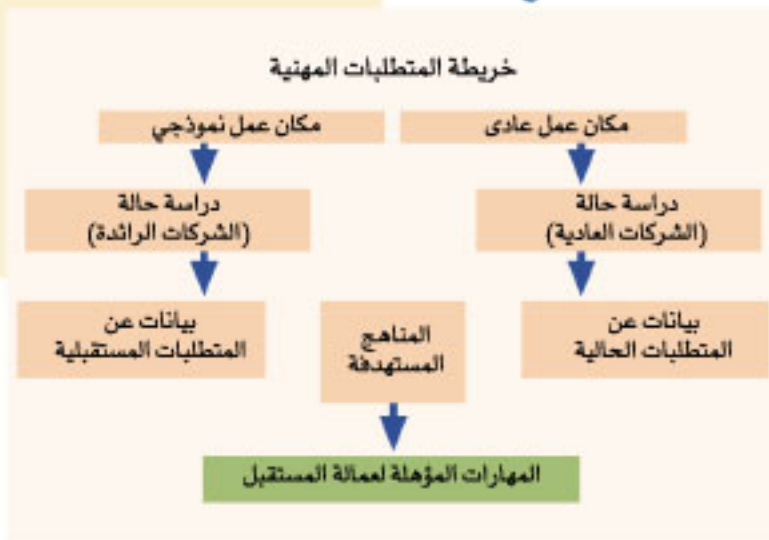 خريطة المتطلبات المهنية
مكان عمل عادى
مكان عمل نموذجي
دراسة حالة
(الشركات العادية)
دراسة حالة
(الشركات الرائدة)
بيانات عن
المتطلبات الحالية
المناهج
المستهدفة
بيانات عن
المتطلبات المستقبلية
المهارات المؤهلة لعمالة المستقبل